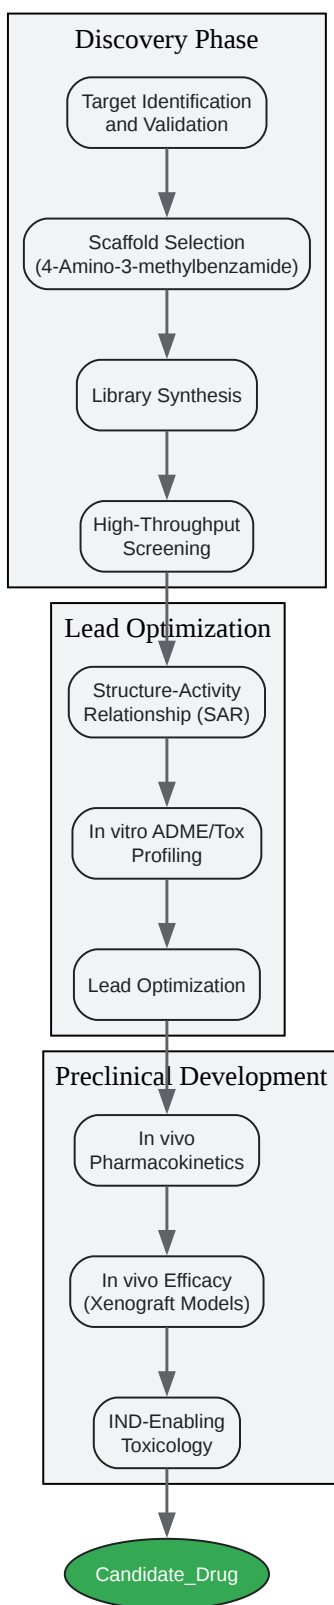 Discovery Phase
Target Identification
and Validation
Scaffold Selection
(4-Amino-3-methylbenzamide)
Library Synthesis
High-Throughput
Screening
Lead Optimization
Structure-Activity
Relationship (SAR)
In vitro ADME/Tox
Profiling
Lead Optimization
Preclinical Development
In vivo
Pharmacokinetics
In vivo Efficacy
(Xenograft Models)
IND-Enabling
Toxicology
Candidate_Drug